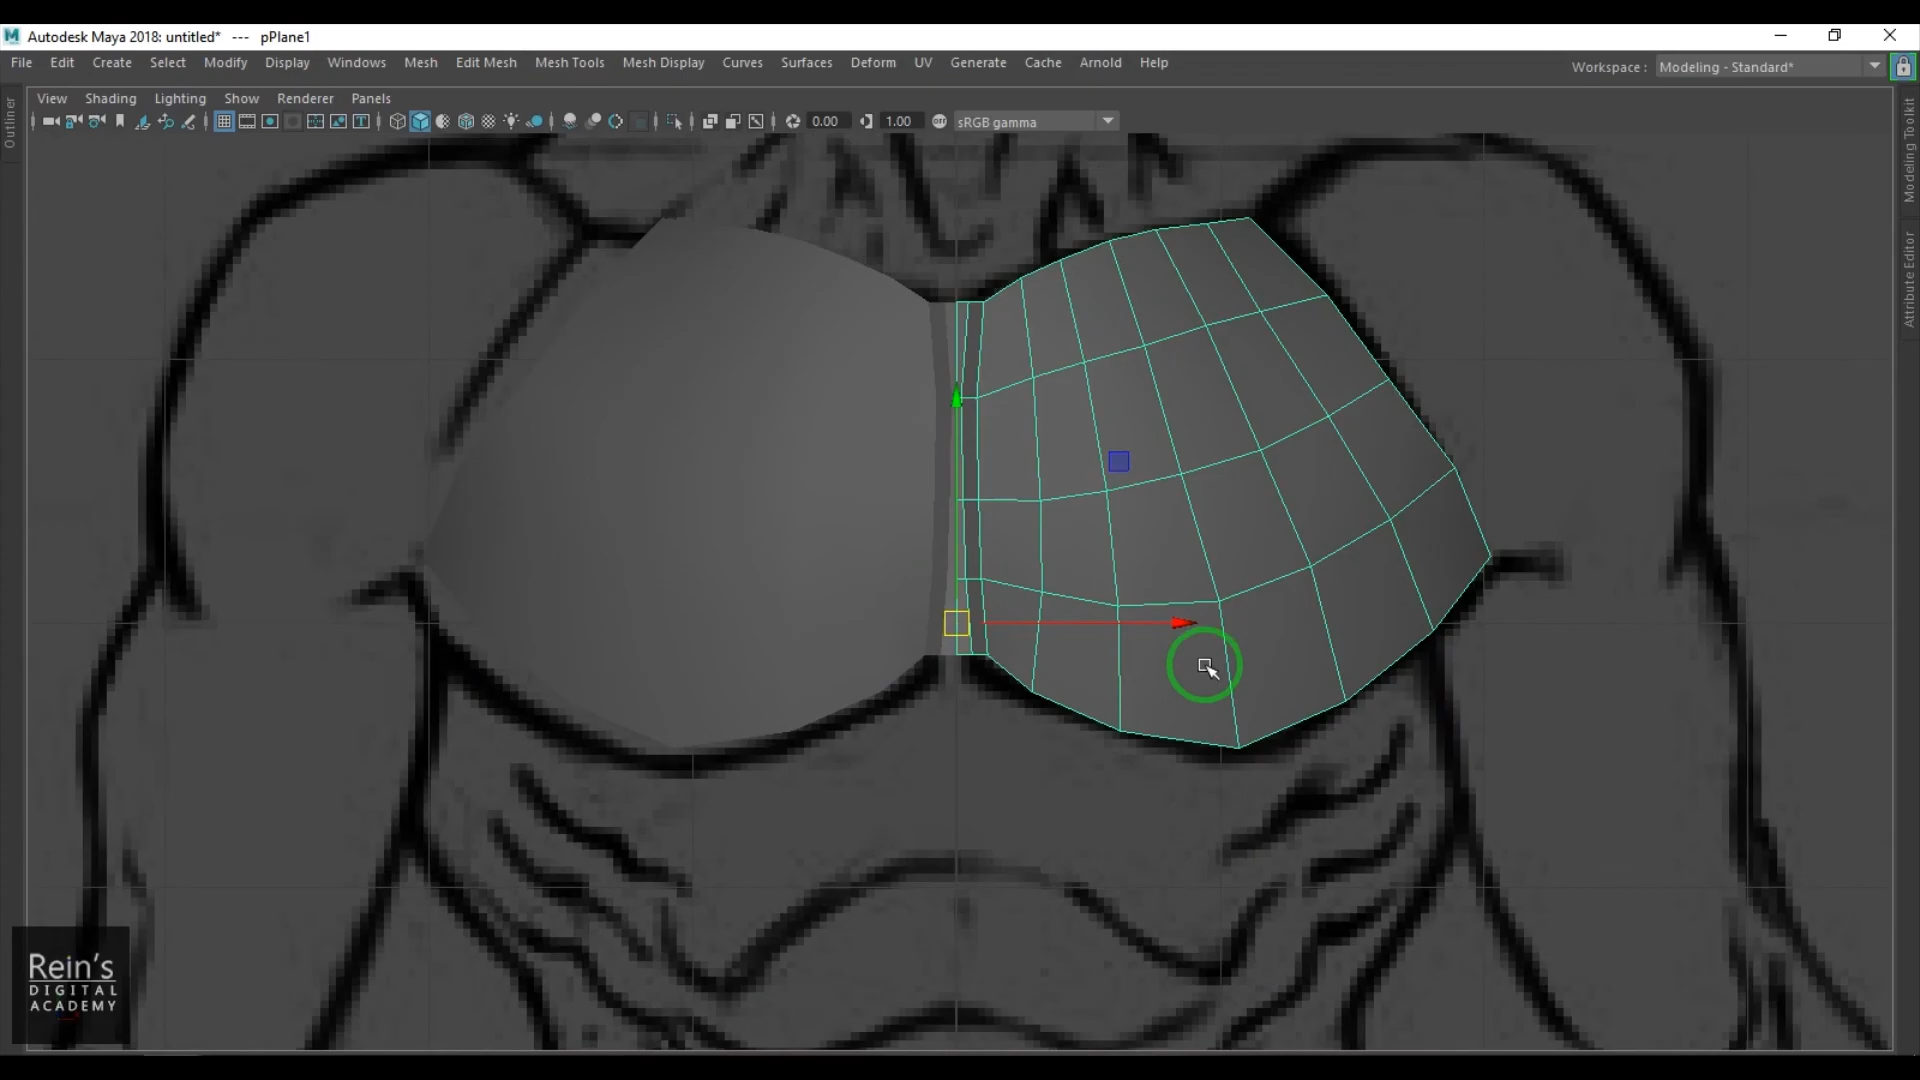 Autodesk Maya 2018: untitled* --- pPlane1
File Edit Create Select Modify Display Windows Mesh Edit Mesh Mesh Tools Mesh Display Curves Surfaces Deform UV Generate Cache Arnold Help
Workspace : Modeling - Standard*
View Shading Lighting Show Renderer Panels
0.00 1.00 sRGB gamma
Outliner
Modeling Toolkit
Attribute Editor
Rein's
DIGITAL
ACADEMY